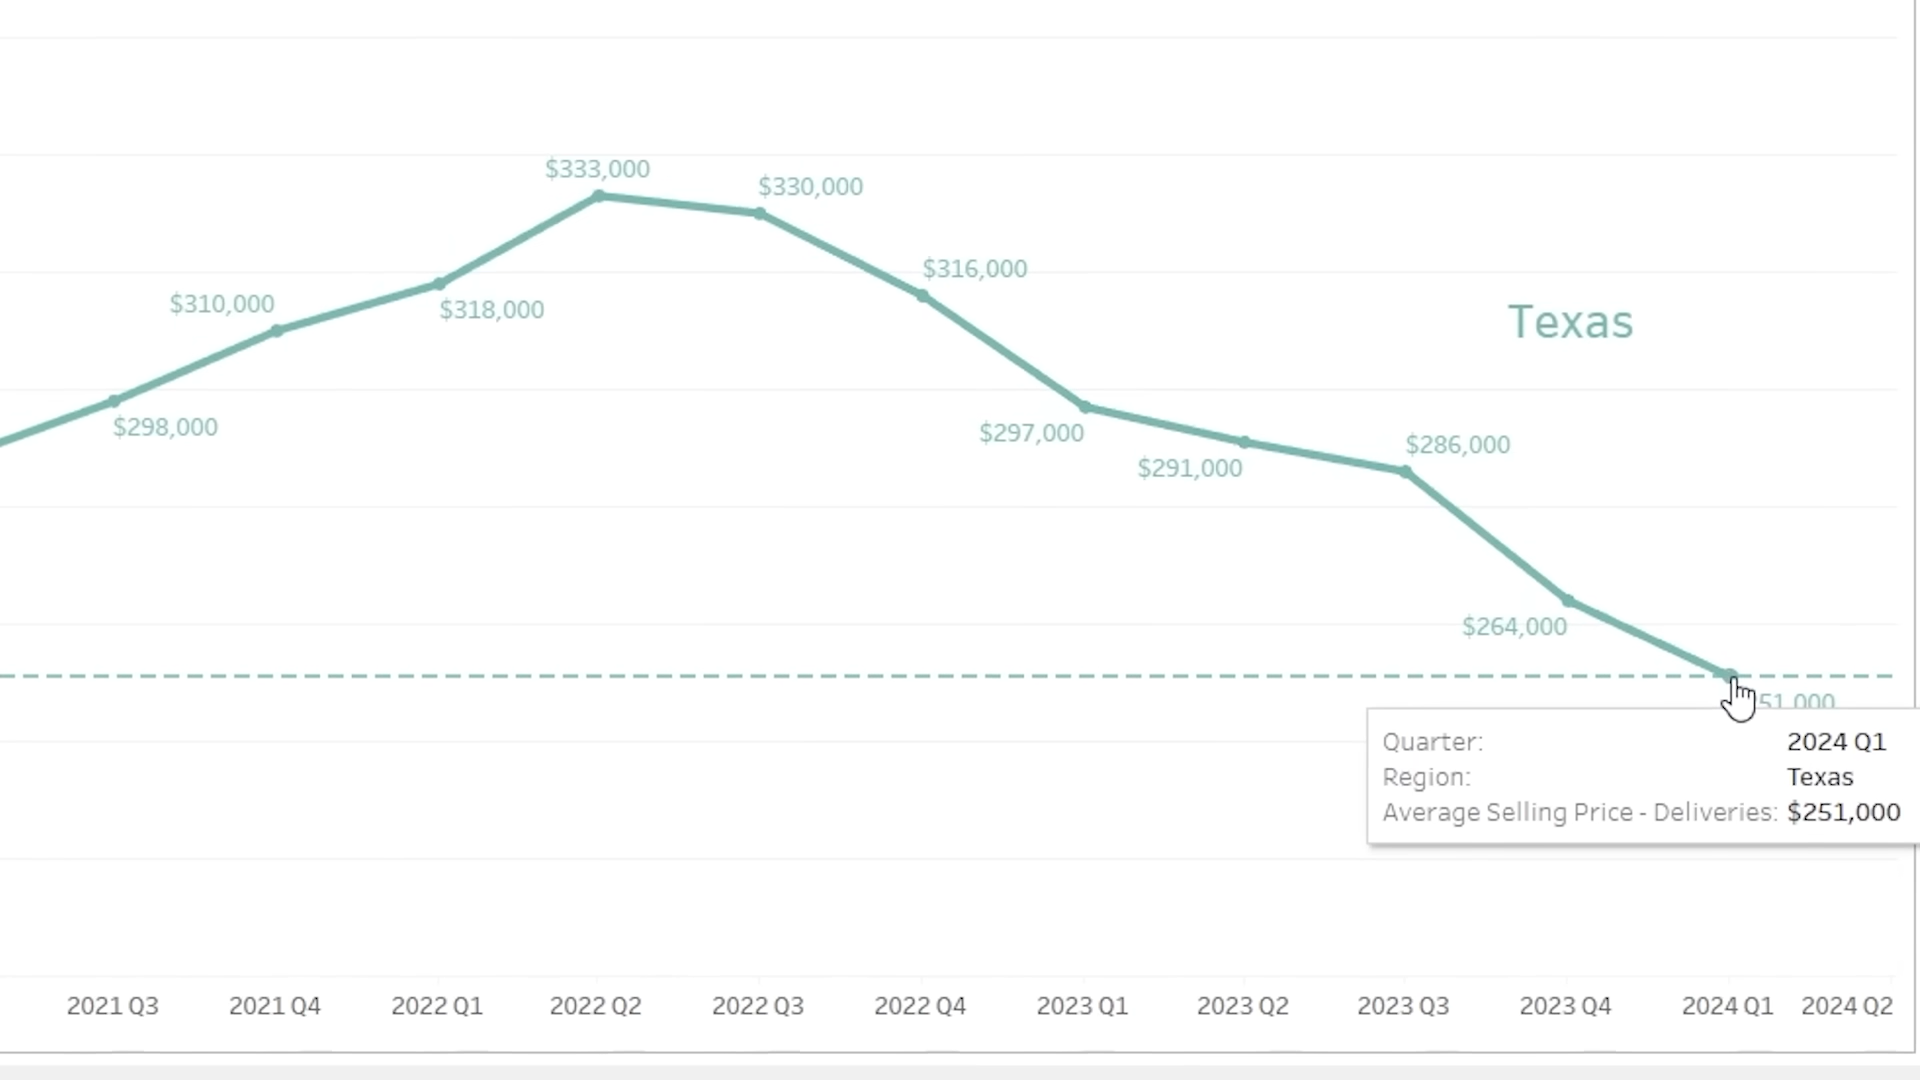 $333,000
$330,000
$316,000
$310,000
$318,000
Texas
$298,000
$297,000
$291,000
$286,000
$264,000
51,000
Quarter: 2024 Q1
Region: Texas
Average Selling Price - Deliveries: $251,000
2021 Q3 2021 Q4 2022 Q1 2022 Q2 2022 Q3 2022 Q4 2023 Q1 2023 Q2 2023 Q3 2023 Q4 2024 Q1 2024 Q2